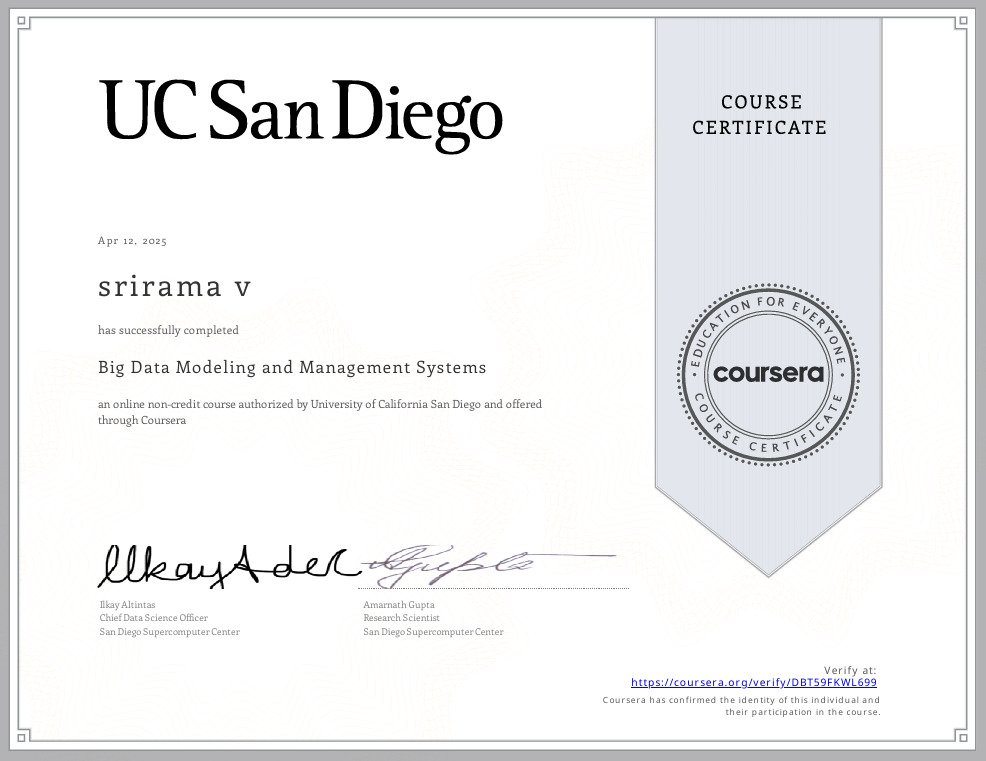 UC San Diego
COURSE
CERTIFICATE
Apr 12, 2025
srirama v
has successfully completed
Big Data Modeling and Management Systems
an online non-credit course authorized by University of California San Diego and offered
through Coursera
EDUCATION FOR EVERYONE
coursera
COURSE CERTIFICATE
Ilkay Altintas
Chief Data Science Officer
San Diego Supercomputer Center
Amarnath Gupta
Research Scientist
San Diego Supercomputer Center
Verify at:
https://coursera.org/verify/DBT59FKWL699
Coursera has confirmed the identity of this individual and
their participation in the course.